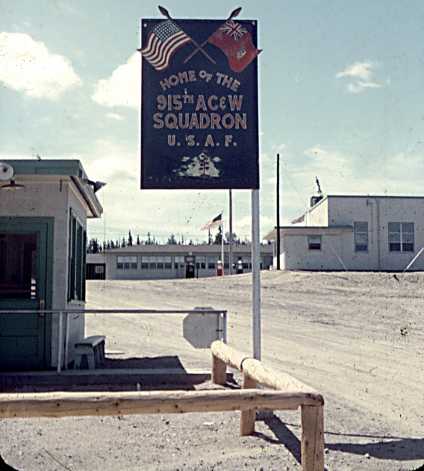 HOME OF THE
915TH AC&W
SQUADRON
U.S.A.F.